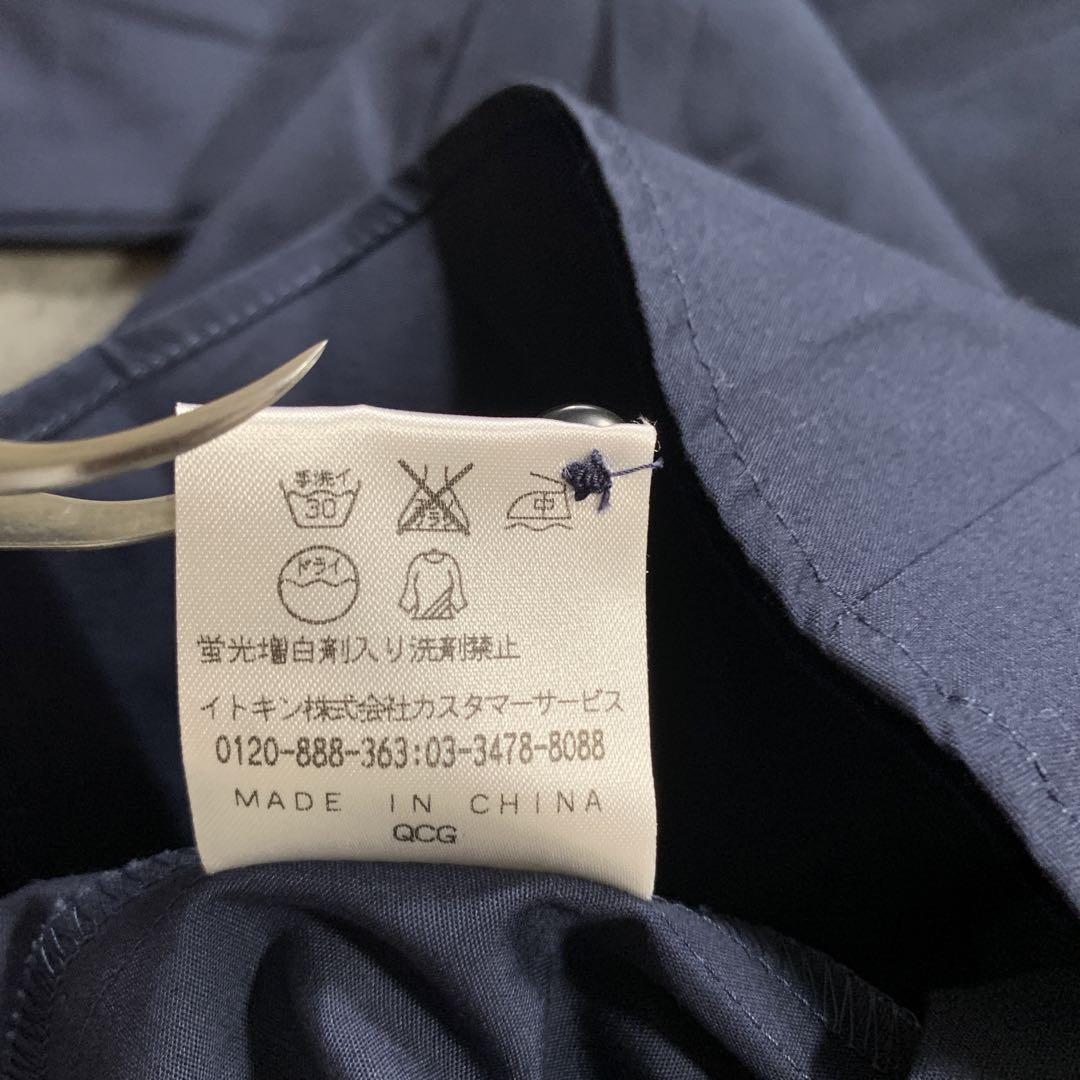 手洗イ
30
中
ドライ
蛍光増白剤入り洗剤禁止
イトキン株式会社カスタマーサービス
0120-888-363:03-3478-8088
MADE IN CHINA
QCG